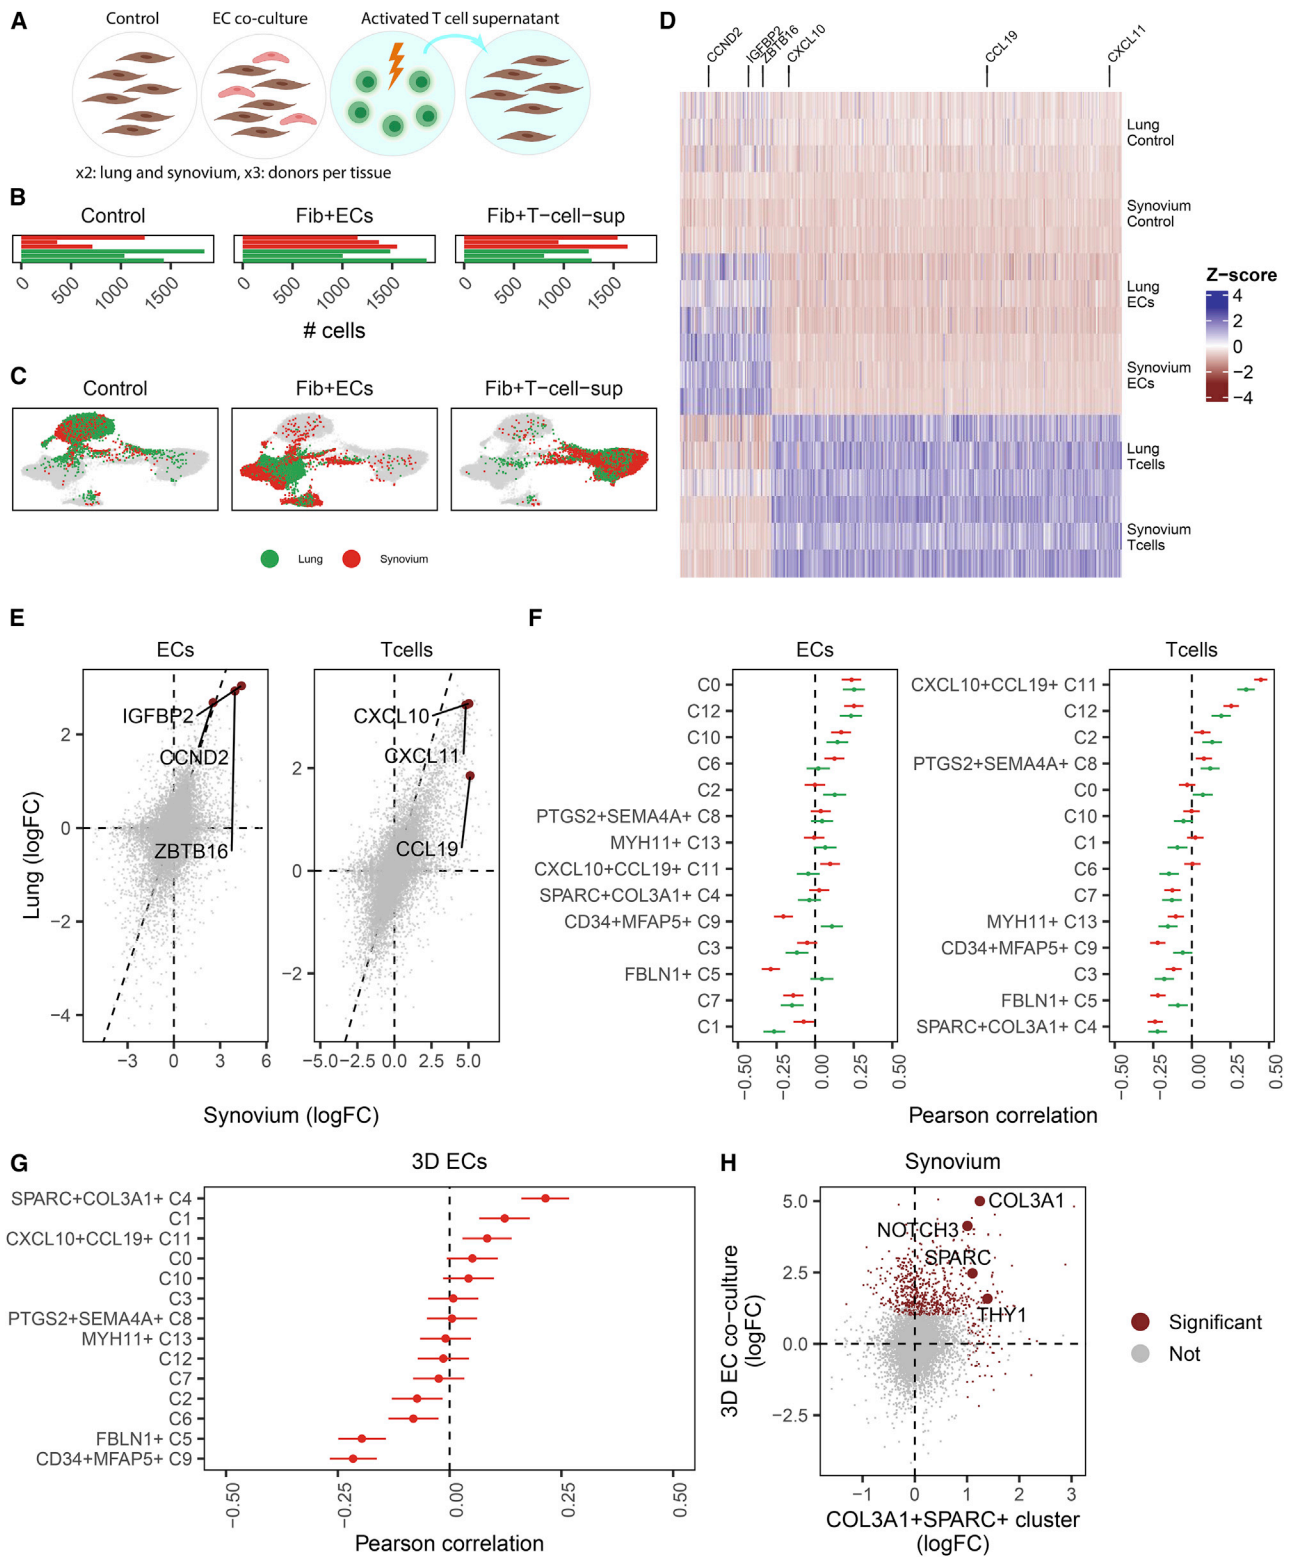 A
Control
EC co-culture
Activated T cell supernatant
x2: lung and synovium, x3: donors per tissue
B
Control
Fib+ECs
Fib+T−cell−sup
0
500
1000
1500
0
500
1000
1500
0
500
1000
1500
# cells
C
Control
Fib+ECs
Fib+T−cell−sup
Lung
Synovium
D
CCND2
IGFBP2
ZBTB16
CXCL10
CCL19
CXCL11
Lung
Control
Synovium
Control
Lung
ECs
Synovium
ECs
Lung
Tcells
Synovium
Tcells
Z−score
4
2
0
−2
−4
E
ECs
Tcells
Lung (logFC)
2
0
−2
−4
IGFBP2
CCND2
ZBTB16
−3
0
3
6
2
0
−2
CXCL10
CXCL11
CCL19
−5.0
−2.5
0.0
2.5
5.0
Synovium (logFC)
F
ECs
C0
C12
C10
C6
C2
PTGS2+SEMA4A+ C8
MYH11+ C13
CXCL10+CCL19+ C11
SPARC+COL3A1+ C4
CD34+MFAP5+ C9
C3
FBLN1+ C5
C7
C1
−0.50
−0.25
0.00
0.25
0.50
Tcells
CXCL10+CCL19+ C11
C12
C2
PTGS2+SEMA4A+ C8
C0
C10
C1
C6
C7
MYH11+ C13
CD34+MFAP5+ C9
C3
FBLN1+ C5
SPARC+COL3A1+ C4
−0.50
−0.25
0.00
0.25
0.50
Pearson correlation
G
3D ECs
SPARC+COL3A1+ C4
C1
CXCL10+CCL19+ C11
C0
C10
C3
PTGS2+SEMA4A+ C8
MYH11+ C13
C12
C7
C2
C6
FBLN1+ C5
CD34+MFAP5+ C9
−0.50
−0.25
0.00
0.25
0.50
Pearson correlation
H
Synovium
3D EC co−culture
(logFC)
5.0
2.5
0.0
−2.5
COL3A1
NOTCH3
SPARC
THY1
−1
0
1
2
3
COL3A1+SPARC+ cluster
(logFC)
Significant
Not